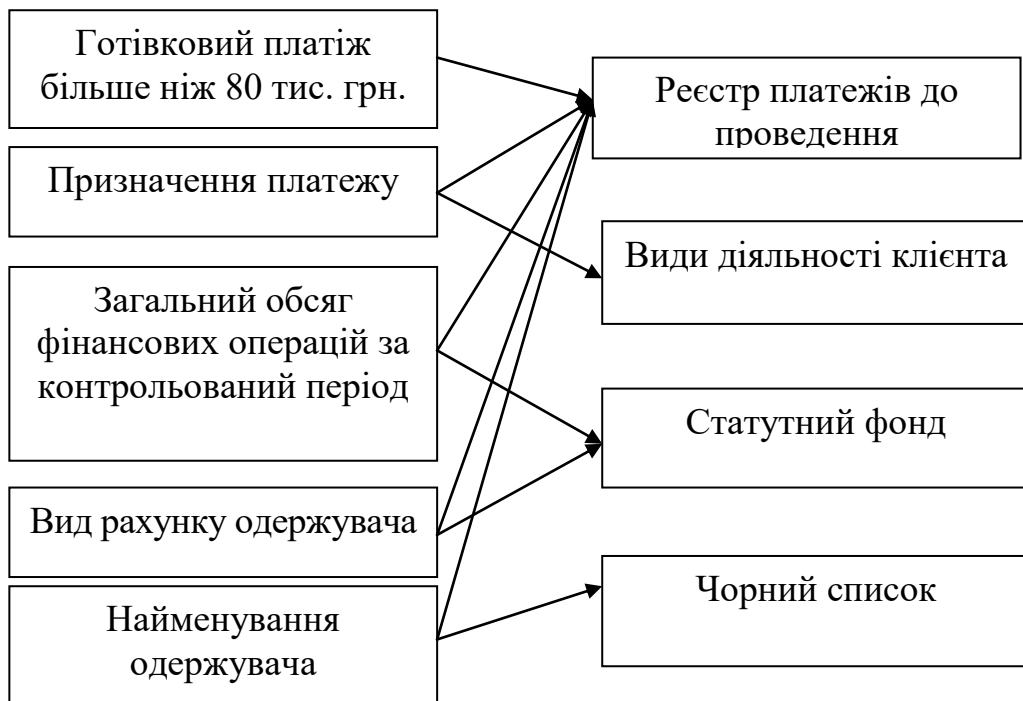 Готівковий платіж
більше ніж 80 тис. грн.
Призначення платежу
Загальний обсяг
фінансових операцій за
контрольований період
Вид рахунку одержувача
Найменування
одержувача
Реєстр платежів до
проведення
Види діяльності клієнта
Статутний фонд
Чорний список